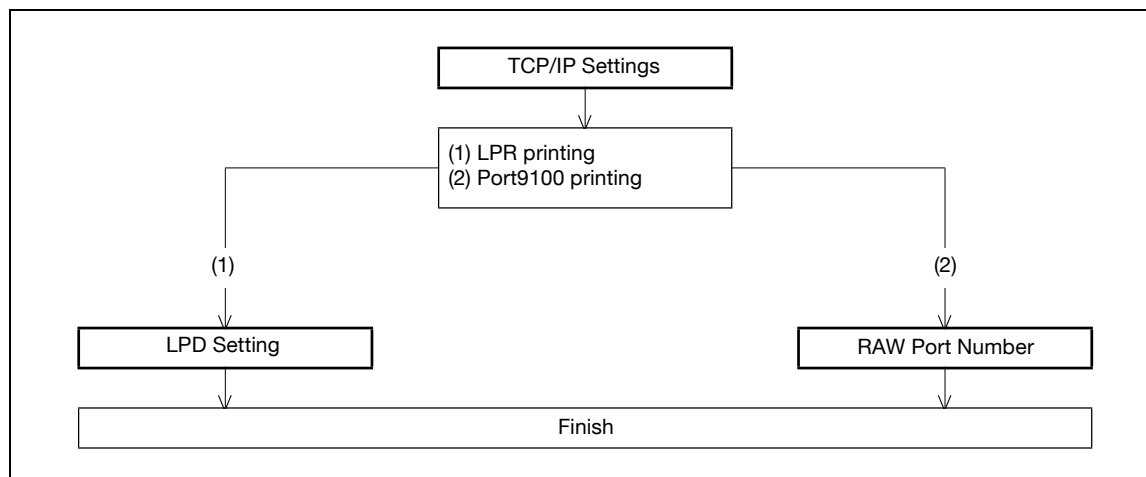 TCP/IP Settings
(1) LPR printing
(2) Port9100 printing
(1)
(2)
LPD Setting
RAW Port Number
Finish